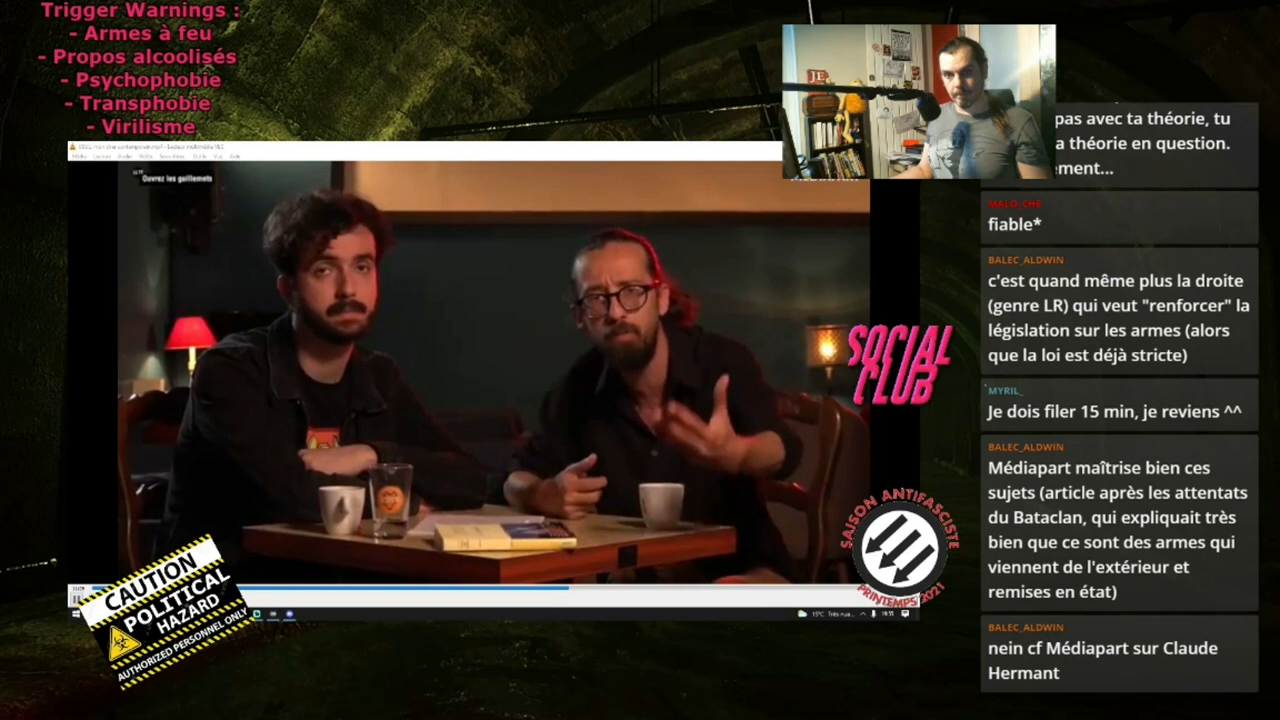 Trigger Warnings :
- Armes à feu
- Propos alcoolisés
- Psychophobie
- Transphobie
- Virilisme
Ouvrez les guillemets
JE
SOCIAL
CLUB
SAISON ANTIFASCISTE
PRINTEMPS 2021
CAUTION
POLITICAL
HAZARD
AUTHORIZED PERSONNEL ONLY
15°C
pas avec ta théorie, tu
a théorie en question.
ement...
MALO_CHE
fiable*
BALEC_ALDWIN
c'est quand même plus la droite
(genre LR) qui veut "renforcer" la
législation sur les armes (alors
que la loi est déjà stricte)
MYRIL_
Je dois filer 15 min, je reviens ^^
BALEC_ALDWIN
Médiapart maîtrise bien ces
sujets (article après les attentats
du Bataclan, qui expliquait très
bien que ce sont des armes qui
viennent de l'extérieur et
remises en état)
BALEC_ALDWIN
nein cf Médiapart sur Claude
Hermant